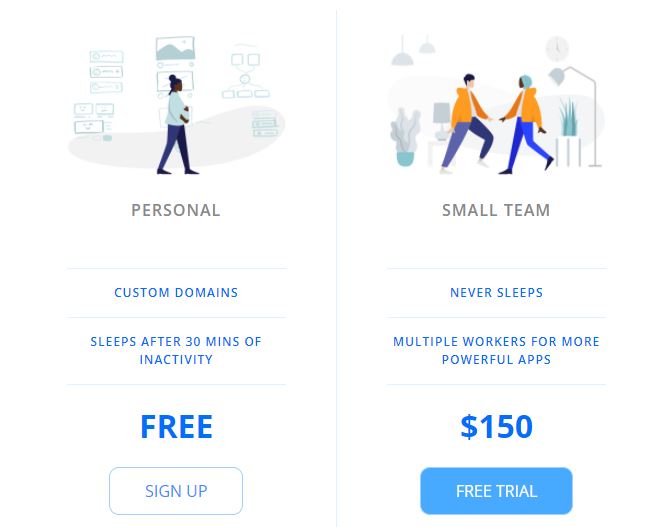 PERSONAL
CUSTOM DOMAINS
SLEEPS AFTER 30 MINS OF
INACTIVITY
FREE
SIGN UP
SMALL TEAM
NEVER SLEEPS
MULTIPLE WORKERS FOR MORE
POWERFUL APPS
$150
FREE TRIAL